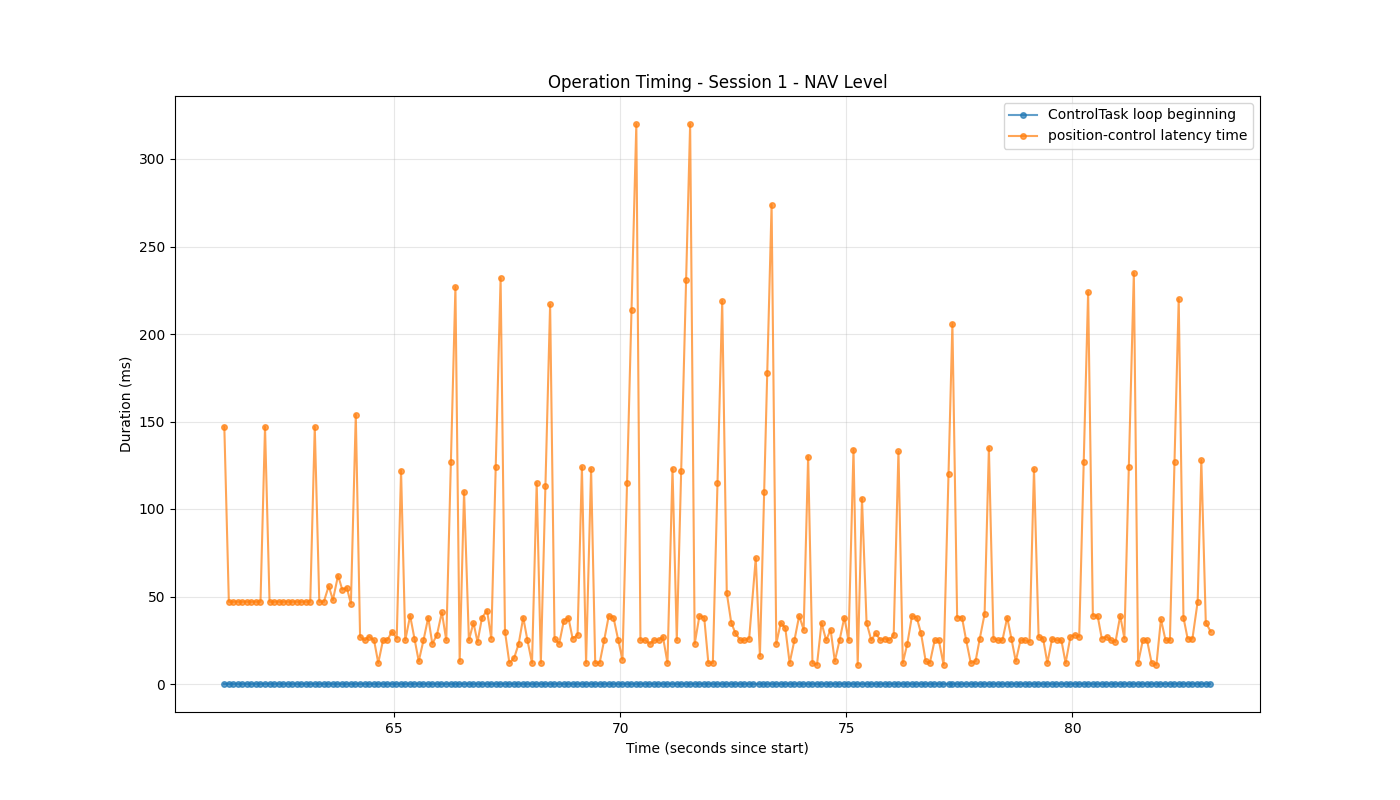 Operation Timing - Session 1 - NAV Level
ControlTask loop beginning
position-control latency time
Duration (ms)
300
250
200
150
100
50
0
65
70
75
80
Time (seconds since start)